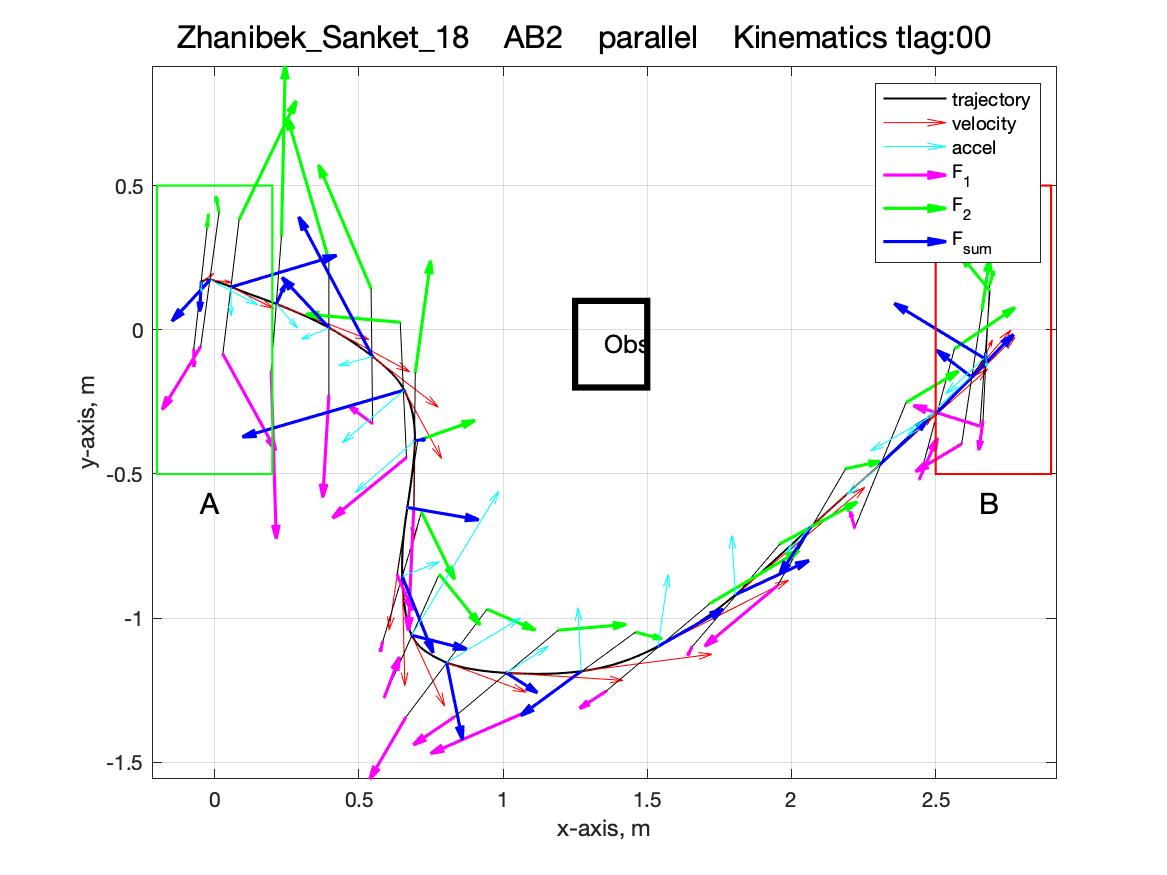 Zhanibek_Sanket_18 AB2 parallel Kinematics tlag:00
trajectory
velocity
accel
F1
F2
Fsum
0.5
0
-0.5
-1
-1.5
y-axis, m
Obs
A
B
0 0.5 1 1.5 2 2.5
x-axis, m